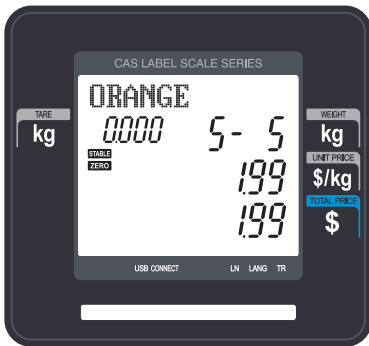 CAS LABEL SCALE SERIES
ORANGE
TARE
kg
0.000 5- 5
WEIGHT
kg
STABLE
ZERO
1.99
UNIT PRICE
$/kg
1.99
TOTAL PRICE
$
USB CONNECT LN LANG TR